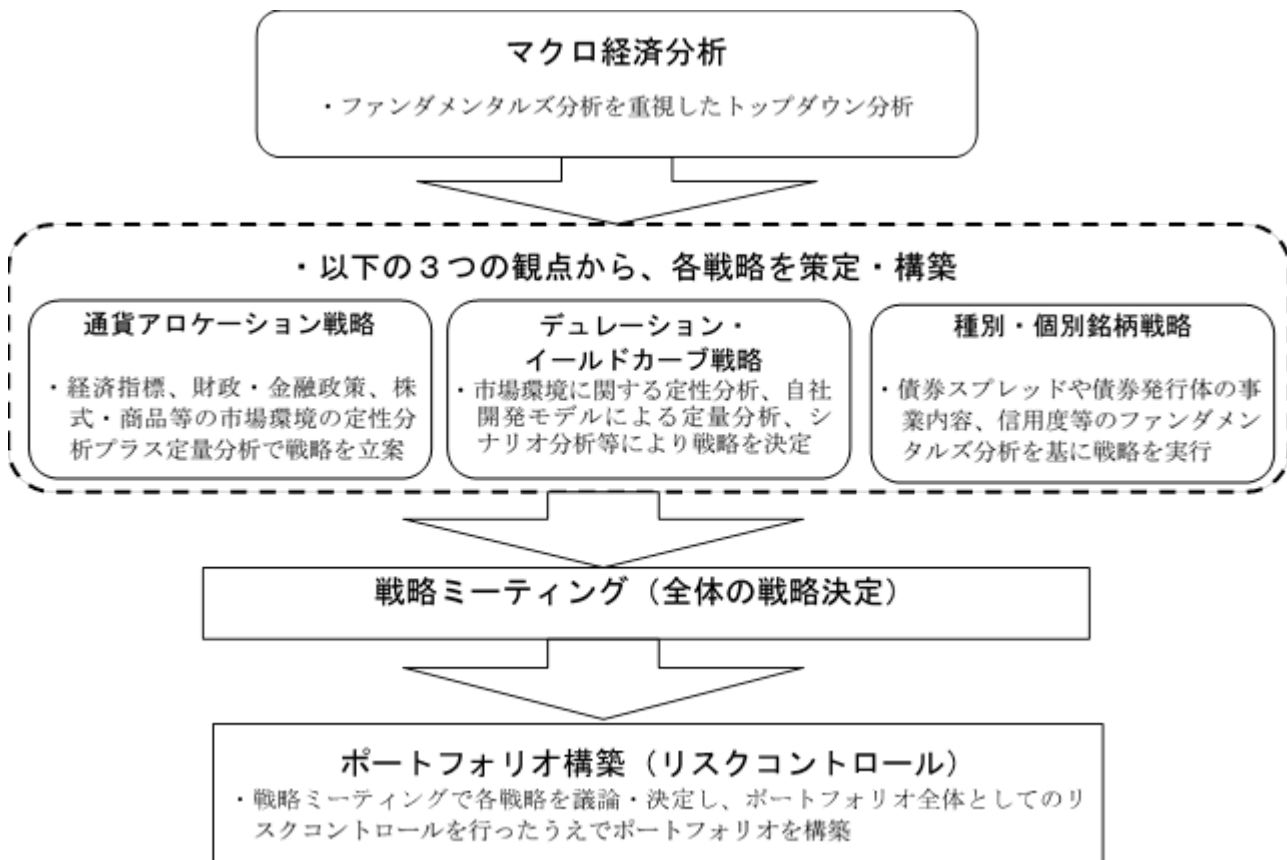 マクロ経済分析
・ファンダメンタルズ分析を重視したトップダウン分析
・以下の３つの観点から、各戦略を策定・構築
通貨アロケーション戦略
・経済指標、財政・金融政策、株
式・商品等の市場環境の定性分
析プラス定量分析で戦略を立案
デュレーション・
イールドカーブ戦略
・市場環境に関する定性分析、自社
開発モデルによる定量分析、シ
ナリオ分析等により戦略を決定
種別・個別銘柄戦略
・債券スプレッドや債券発行体の事
業内容、信用度等のファンダメン
タルズ分析を基に戦略を実行
戦略ミーティング（全体の戦略決定）
ポートフォリオ構築（リスクコントロール）
・戦略ミーティングで各戦略を議論・決定し、ポートフォリオ全体としてのリ
スクコントロールを行ったうえでポートフォリオを構築